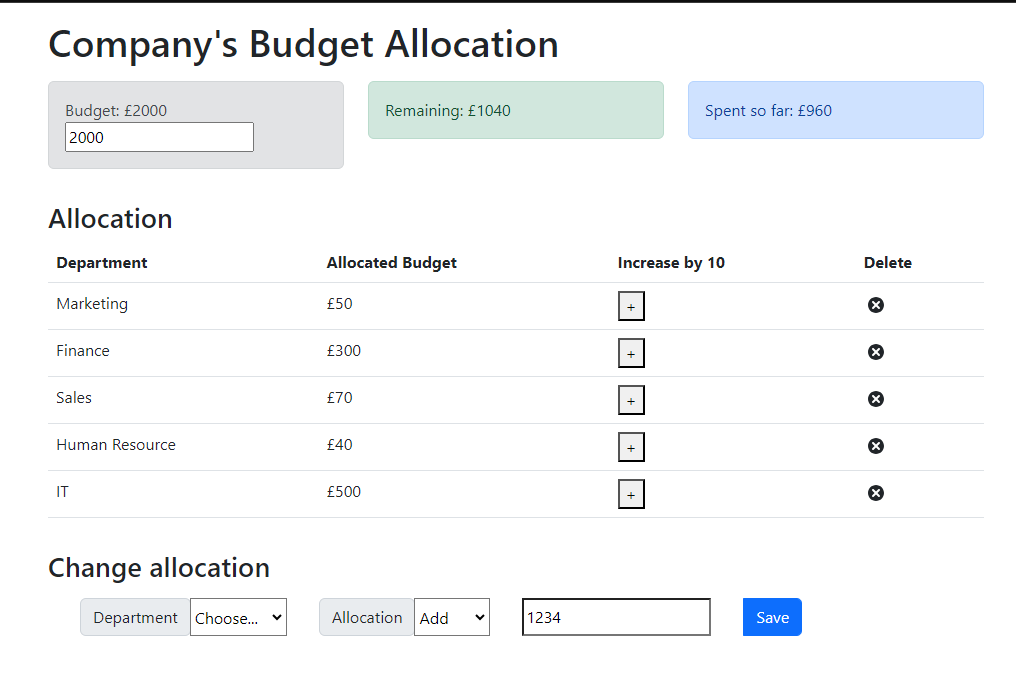 Company's Budget Allocation
Budget: £2000
2000
Remaining: £1040
Spent so far: £960
Allocation
Department Allocated Budget Increase by 10 Delete
Marketing £50 +
Finance £300 +
Sales £70 +
Human Resource £40 +
IT £500 +
Change allocation
Department Choose... Allocation Add 1234 Save